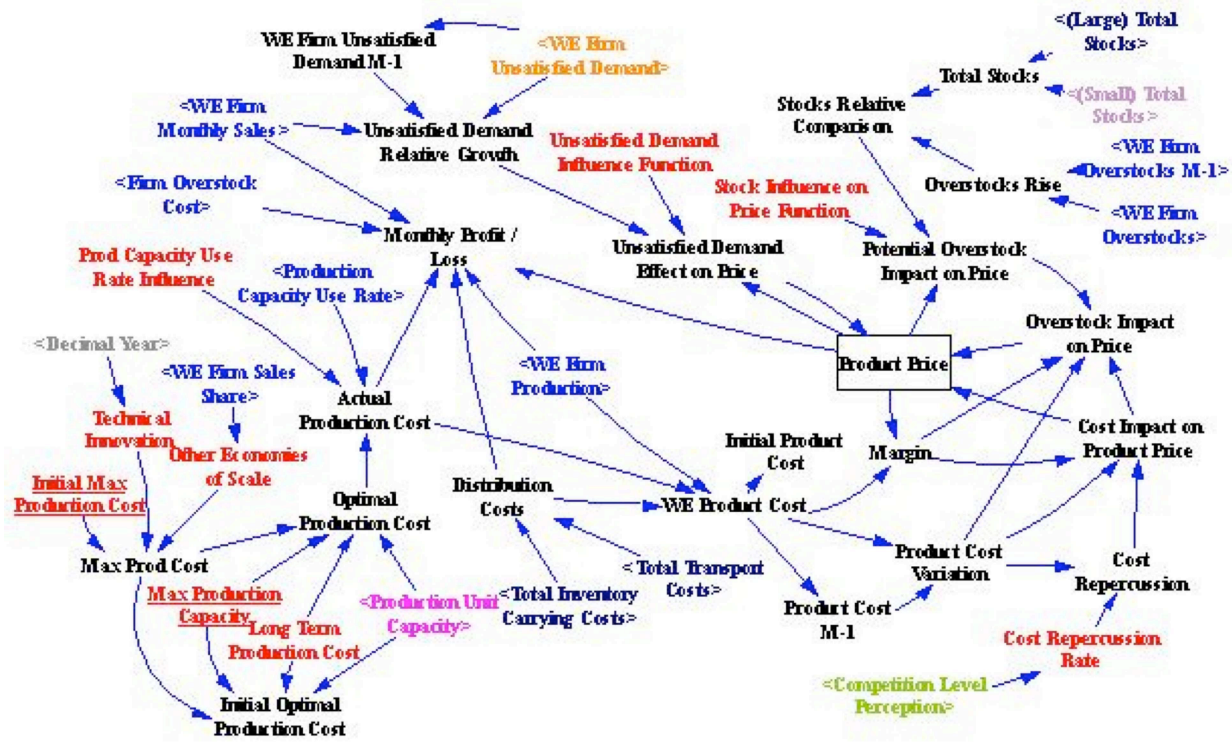 <(Large) Total
Stocks>
WE Firm Unsatisfied
Demand M-1
<WE Firm
Unsatisfied Demand>
Total Stocks
<(Small) Total
Stocks>
<WE Firm
Monthly Sales>
Unsatisfied Demand
Relative Growth
Unsatisfied Demand
Influence Function
Stocks Relative
Comparison
<WE Firm
Overstocks M-1>
<Firm Overstock
Cost>
Stock Influence on
Price Function
Overstocks Rise
<WE Firm
Overstocks>
Monthly Profit /
Loss
Unsatisfied Demand
Effect on Price
Potential Overstock
Impact on Price
Prod Capacity Use
Rate Influence
<Production
Capacity Use Rate>
Overstock Impact
on Price
<Decimal Year>
<WE Firm Sales
Share>
<WE Firm
Production>
Product Price
Actual
Production Cost
Technical
Innovation
Other Economies
of Scale
Initial Product
Cost
Margin
Cost Impact on
Product Price
Initial Max
Production Cost
Optimal
Production Cost
Distribution
Costs
WE Product Cost
Max Prod Cost
Product Cost
Variation
Cost
Repercussion
<Total Transport
Costs>
Max Production
Capacity
<Production Unit
Capacity>
<Total Inventory
Carrying Costs>
Product Cost
M-1
Long Term
Production Cost
Cost Repercussion
Rate
<Competition Level
Perception>
Initial Optimal
Production Cost